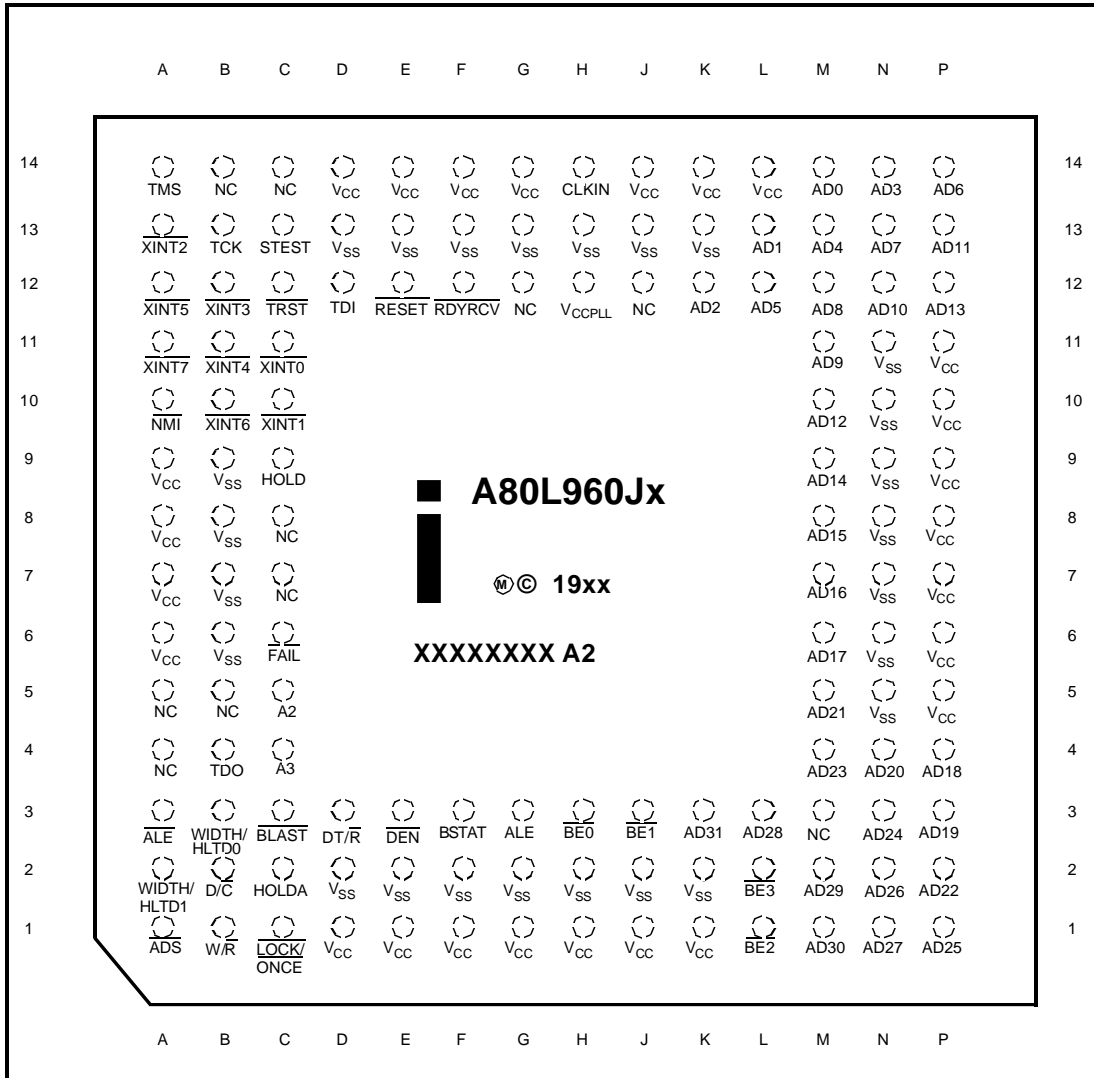 A B C D E F G H J K L M N P
14 14
TMS NC NC VCC VCC VCC VCC CLKIN VCC VCC VCC AD0 AD3 AD6
13 13
XINT2 TCK STEST VSS VSS VSS VSS VSS VSS VSS AD1 AD4 AD7 AD11
12 12
XINT5 XINT3 TRST TDI RESET RDYRCV NC VCCPLL NC AD2 AD5 AD8 AD10 AD13
11 11
XINT7 XINT4 XINT0 AD9 VSS VCC
10 10
NMI XINT6 XINT1 AD12 VSS VCC
9 9
VCC VSS HOLD AD14 VSS VCC
A80L960Jx
i
8 8
VCC VSS NC AD15 VSS VCC
7 7
VCC VSS NC AD16 VSS VCC
M © 19xx
6 6
VCC VSS FAIL AD17 VSS VCC
XXXXXXXX A2
5 5
NC NC A2 AD21 VSS VCC
4 4
NC TDO A3 AD23 AD20 AD18
3 3
ALE WIDTH/ BLAST DT/R DEN BSTAT ALE BE0 BE1 AD31 AD28 NC AD24 AD19
HLTD0
2 2
WIDTH/ D/C HOLDA VSS VSS VSS VSS VSS VSS VSS BE3 AD29 AD26 AD22
HLTD1
1 1
ADS W/R LOCK/ VCC VCC VCC VCC VCC VCC VCC BE2 AD30 AD27 AD25
ONCE
A B C D E F G H J K L M N P